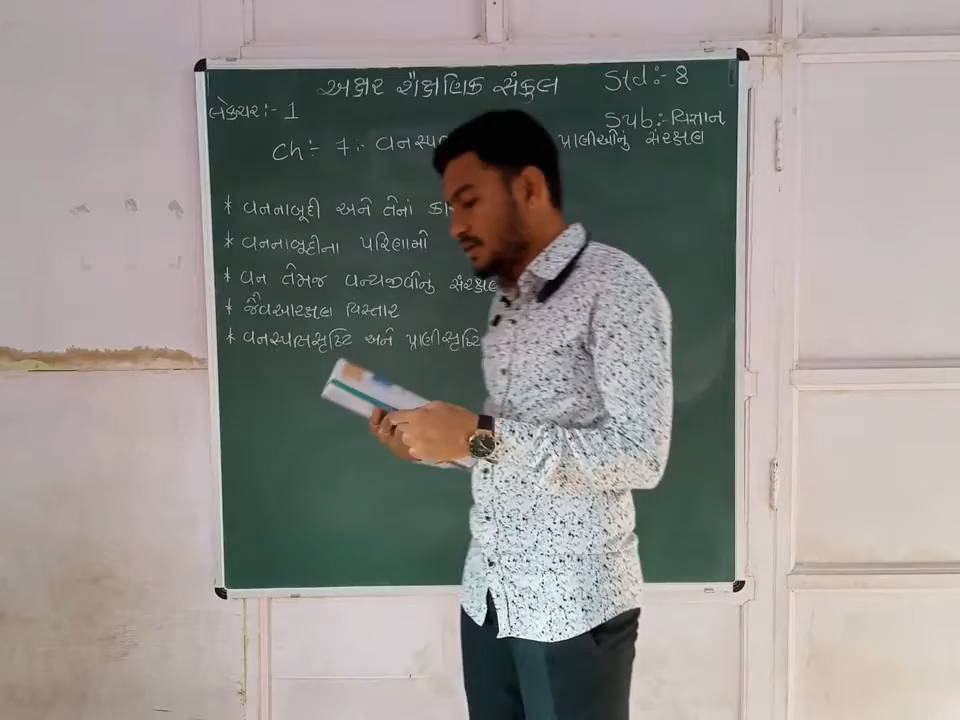 અક્ષર શૈક્ષણિક સંકુલ Std:- 8
લેક્ચર:- 1 Sub:- વિજ્ઞાન
Ch:- 7:- પ્રાણીઓનું સંરક્ષણ
* વનનાબૂદી અને તેનાં
* વનનાબૂદીના પરિણામો
* વન તેમજ વન્યજીવોનું સંરક્ષણ
* જૈવઆરક્ષણ વિસ્તાર
* વનસ્પતિસૃષ્ટિ અને પ્રાણીસૃષ્ટિ